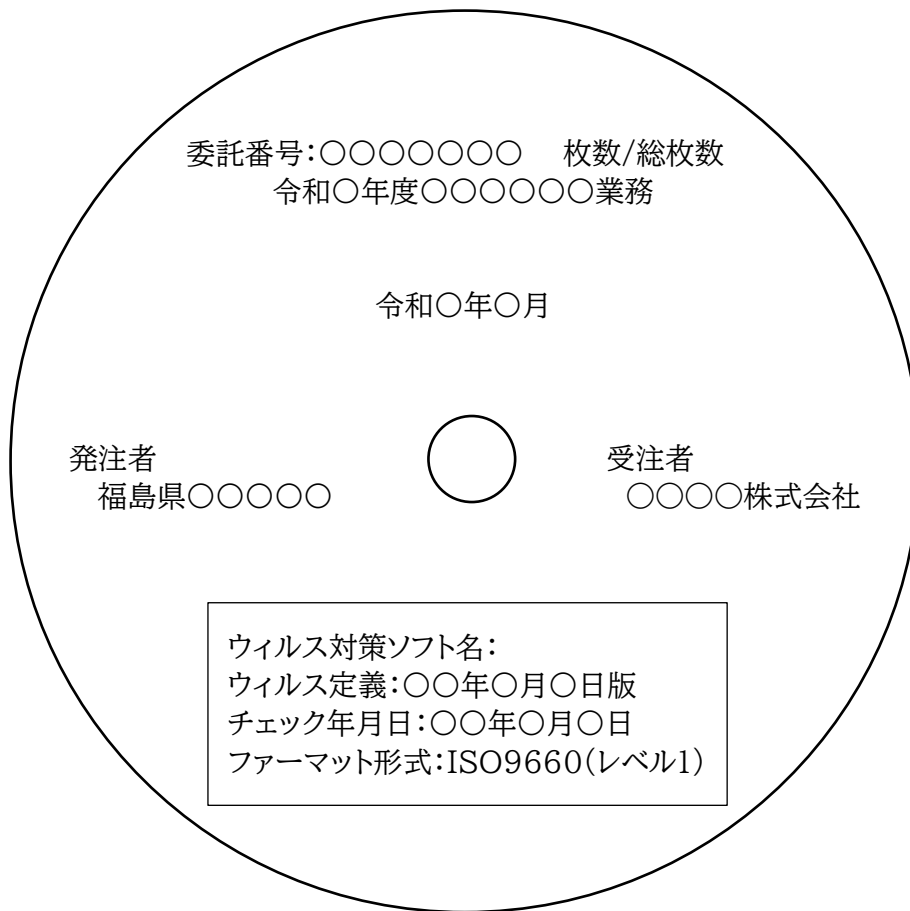 委託番号:○○○○○○○　枚数/総枚数
令和○年度○○○○○○業務
令和○年○月
発注者
福島県○○○○○
受注者
○○○○株式会社
ウィルス対策ソフト名:
ウィルス定義:○○年○月○日版
チェック年月日:○○年○月○日
ファーマット形式:ISO9660(レベル1)